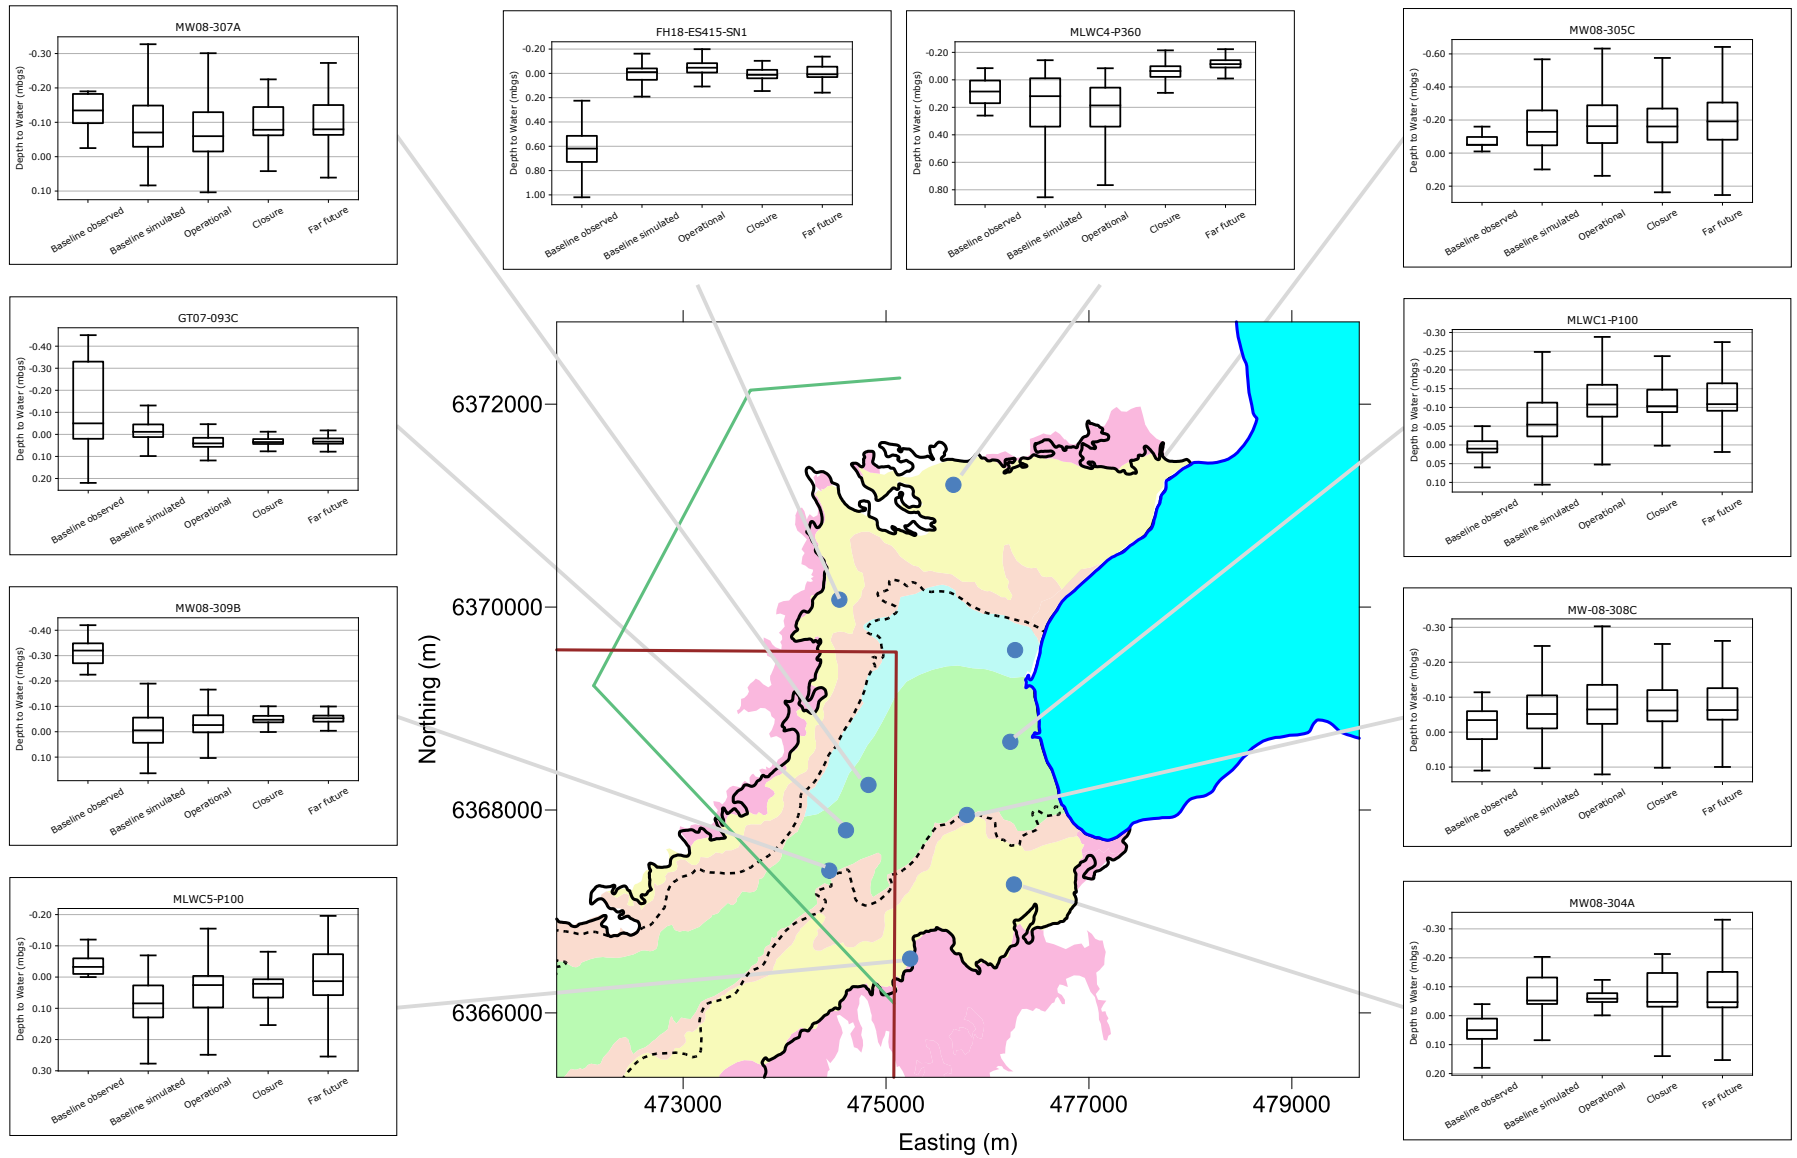 MW08-307A
Depth to Water (mbgs)
-0.30
-0.20
-0.10
0.00
0.10
Baseline observed
Baseline simulated
Operational
Closure
Far future
FH18-ES415-SN1
Depth to Water (mbgs)
-0.20
0.00
0.20
0.40
0.60
0.80
1.00
Baseline observed
Baseline simulated
Operational
Closure
Far future
MLWC4-P360
Depth to Water (mbgs)
-0.20
0.00
0.20
0.40
0.60
0.80
Baseline observed
Baseline simulated
Operational
Closure
Far future
MW08-305C
Depth to Water (mbgs)
-0.60
-0.40
-0.20
0.00
0.20
Baseline observed
Baseline simulated
Operational
Closure
Far future
GT07-093C
Depth to Water (mbgs)
-0.40
-0.30
-0.20
-0.10
0.00
0.10
0.20
Baseline observed
Baseline simulated
Operational
Closure
Far future
MLWC1-P100
Depth to Water (mbgs)
-0.30
-0.25
-0.20
-0.15
-0.10
-0.05
0.00
0.05
0.10
Baseline observed
Baseline simulated
Operational
Closure
Far future
MW08-309B
Depth to Water (mbgs)
-0.40
-0.30
-0.20
-0.10
0.00
0.10
Baseline observed
Baseline simulated
Operational
Closure
Far future
MW-08-308C
Depth to Water (mbgs)
-0.30
-0.20
-0.10
0.00
0.10
Baseline observed
Baseline simulated
Operational
Closure
Far future
MLWC5-P100
Depth to Water (mbgs)
-0.20
-0.10
0.00
0.10
0.20
0.30
Baseline observed
Baseline simulated
Operational
Closure
Far future
MW08-304A
Depth to Water (mbgs)
-0.30
-0.20
-0.10
0.00
0.10
0.20
Baseline observed
Baseline simulated
Operational
Closure
Far future
Northing (m)
6372000
6370000
6368000
6366000
473000
475000
477000
479000
Easting (m)